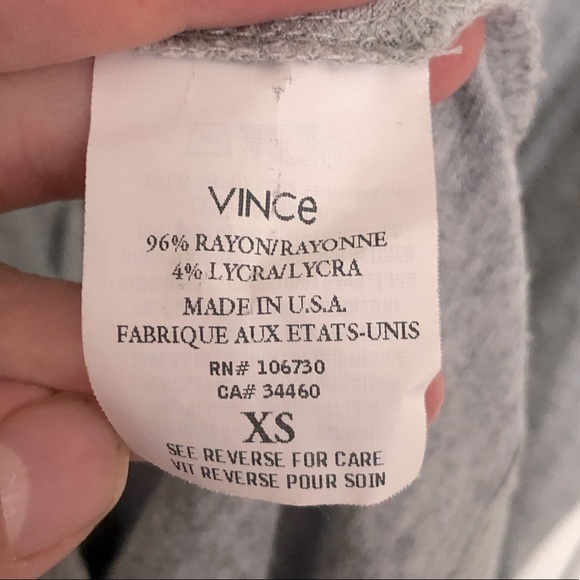 VINCe
96% RAYON/RAYONNE
4% LYCRA/LYCRA
MADE IN U.S.A.
FABRIQUE AUX ETATS-UNIS
RN# 106730
CA# 34460
XS
SEE REVERSE FOR CARE
VIT REVERSE POUR SOIN